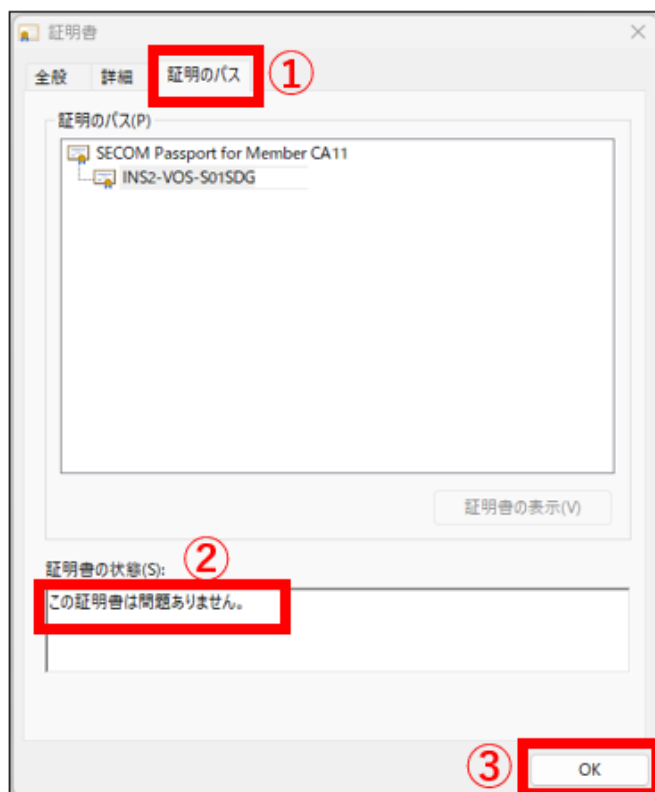 証明書
全般 詳細 証明のパス ①
証明のパス(P)
SECOM Passport for Member CA11
INS2-VOS-S01SDG
証明書の表示(V)
証明書の状態(S): ②
この証明書は問題ありません。
③ OK